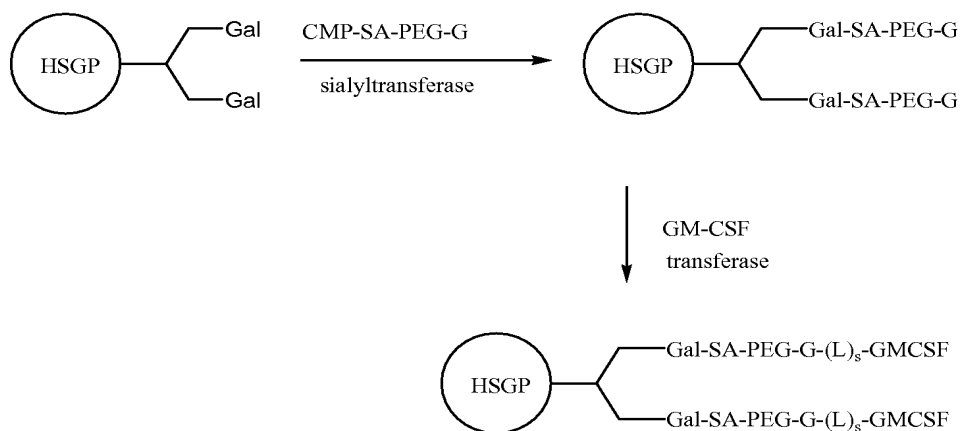 Gal
CMP-SA-PEG-G
Gal-SA-PEG-G
HSGP
HSGP
sialyltransferase
Gal
Gal-SA-PEG-G
GM-CSF
transferase
Gal-SA-PEG-G-(L)s-GMCSF
HSGP
Gal-SA-PEG-G-(L)s-GMCSF